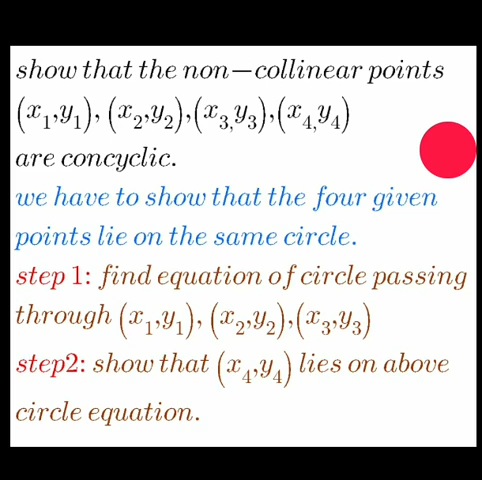 show that the non-collinear points
(x₁,y₁), (x₂,y₂),(x₃,y₃),(x₄,y₄)
are concyclic.
we have to show that the four given
points lie on the same circle.
step 1: find equation of circle passing
through (x₁,y₁), (x₂,y₂),(x₃,y₃)
step2: show that (x₄,y₄) lies on above
circle equation.